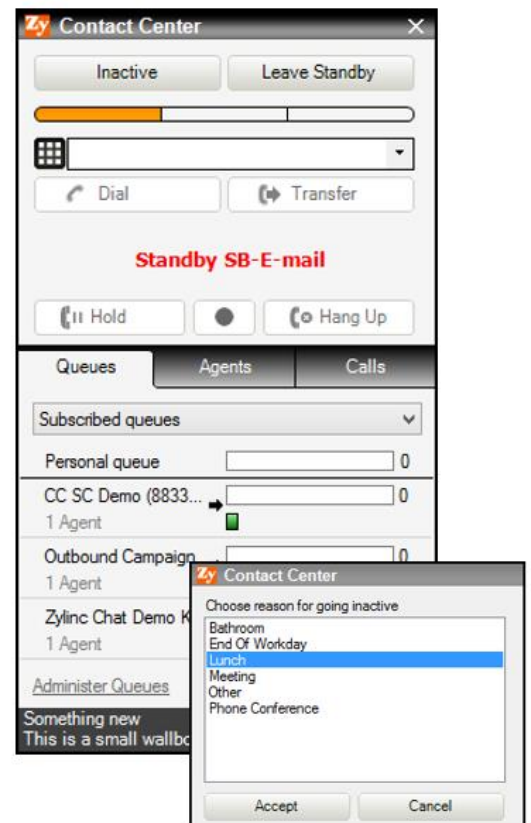 Zy Contact Center
Inactive Leave Standby
Dial Transfer
Standby SB-E-mail
Hold Hang Up
Queues Agents Calls
Subscribed queues
Personal queue 0
CC SC Demo (8833... 0
1 Agent
Outbound Campaign 0
1 Agent
Zylinc Chat Demo K
1 Agent
Administer Queues
Something new
This is a small wallbo
Zy Contact Center
Choose reason for going inactive
Bathroom
End Of Workday
Lunch
Meeting
Other
Phone Conference
Accept Cancel